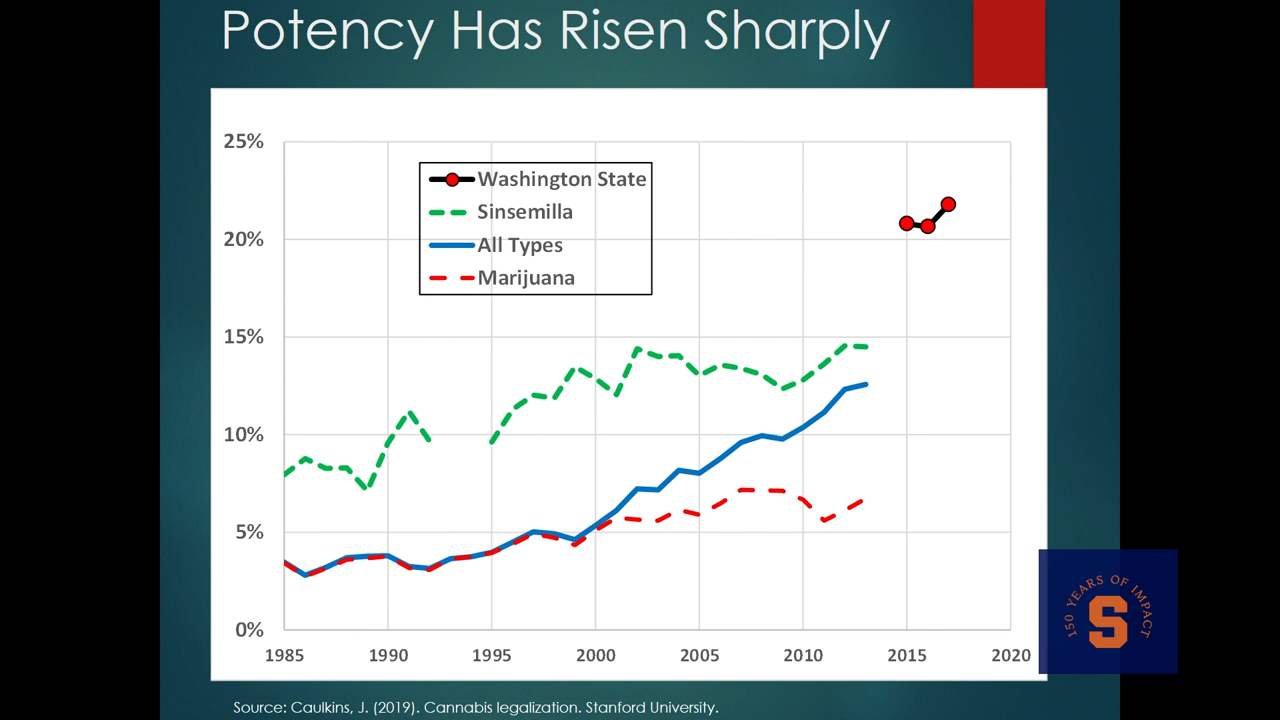 Potency Has Risen Sharply
25%
20%
15%
10%
5%
0%
Washington State
Sinsemilla
All Types
Marijuana
1985 1990 1995 2000 2005 2010 2015 2020
150 YEARS OF IMPACT
S
Source: Caulkins, J. (2019). Cannabis legalization. Stanford University.